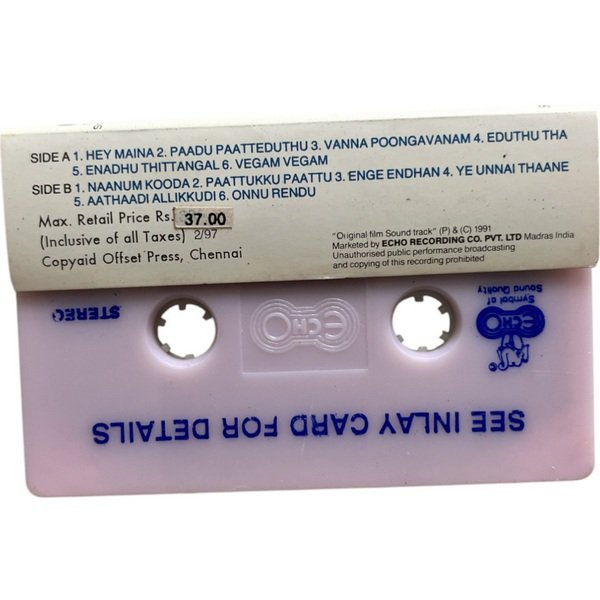 SIDE A 1. HEY MAINA 2. PAADU PAATTEDUTHU 3. VANNA POONGAVANAM 4. EDUTHU THA
5. ENADHU THITTANGAL 6. VEGAM VEGAM
SIDE B 1. NAANUM KOODA 2. PAATTUKKU PAATTU 3. ENGE ENDHAN 4. YE UNNAI THAANE
5. AATHAADI ALLIKKUDI 6. ONNU RENDU
Max. Retail Price Rs. 37.00
(Inclusive of all Taxes) 2/97
Copyaid Offset Press, Chennai
"Original film Sound track" (P) & (C) 1991
Marketed by ECHO RECORDING CO. PVT. LTD Madras India
Unauthorised public performance broadcasting
and copying of this recording prohibited
STEREO
ECHO
Symbol of
Sound Quality
ECHO
SEE INLAY CARD FOR DETAILS